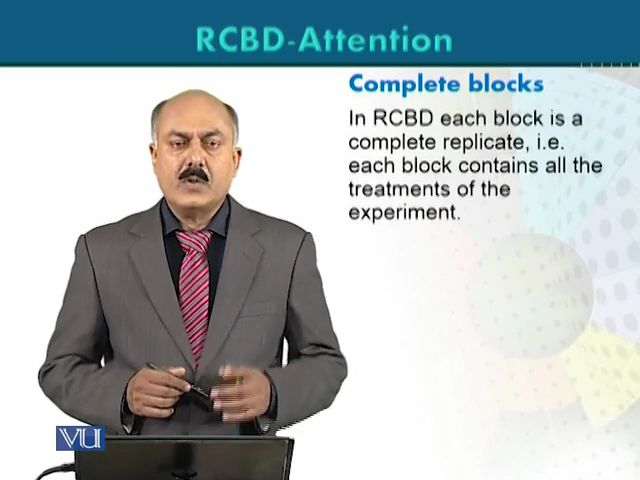 RCBD-Attention
Complete blocks
In RCBD each block is a
complete replicate, i.e.
each block contains all the
treatments of the
experiment.
VU